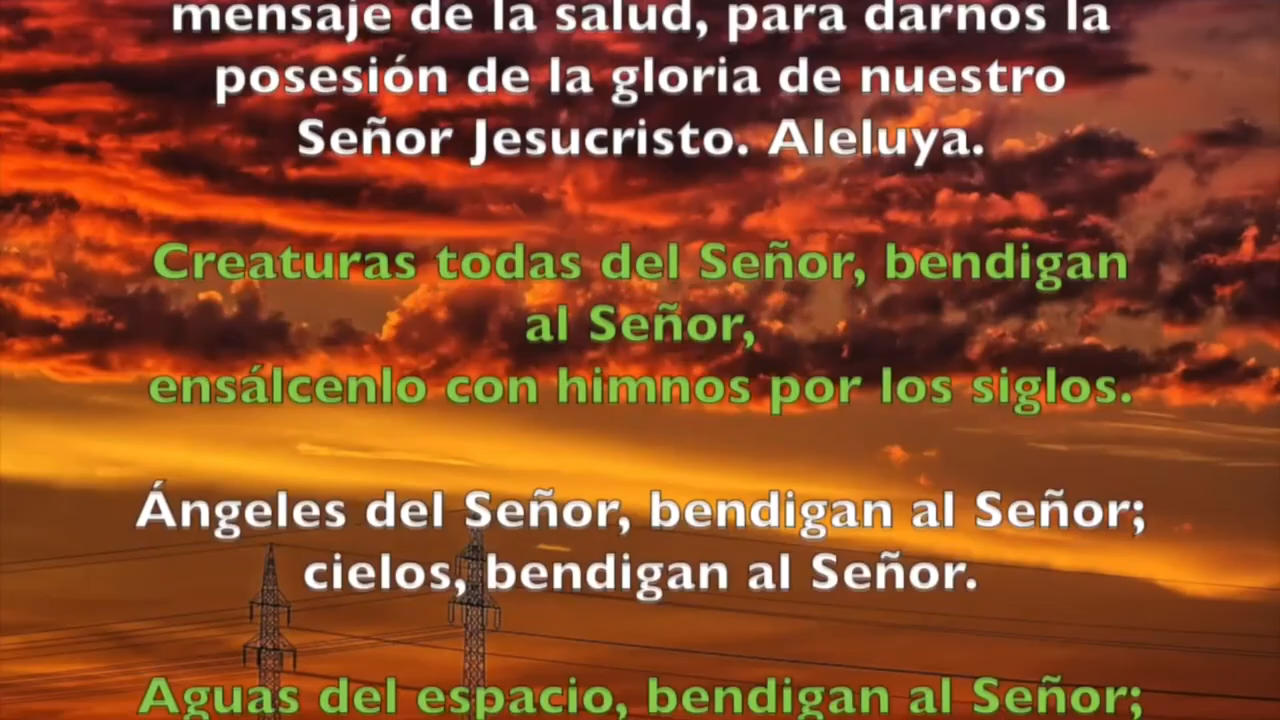 mensaje de la salud, para darnos la
posesión de la gloria de nuestro
Señor Jesucristo. Aleluya.
Creaturas todas del Señor, bendigan
al Señor,
ensálcenlo con himnos por los siglos.
Ángeles del Señor, bendigan al Señor;
cielos, bendigan al Señor.
Aguas del espacio, bendigan al Señor;